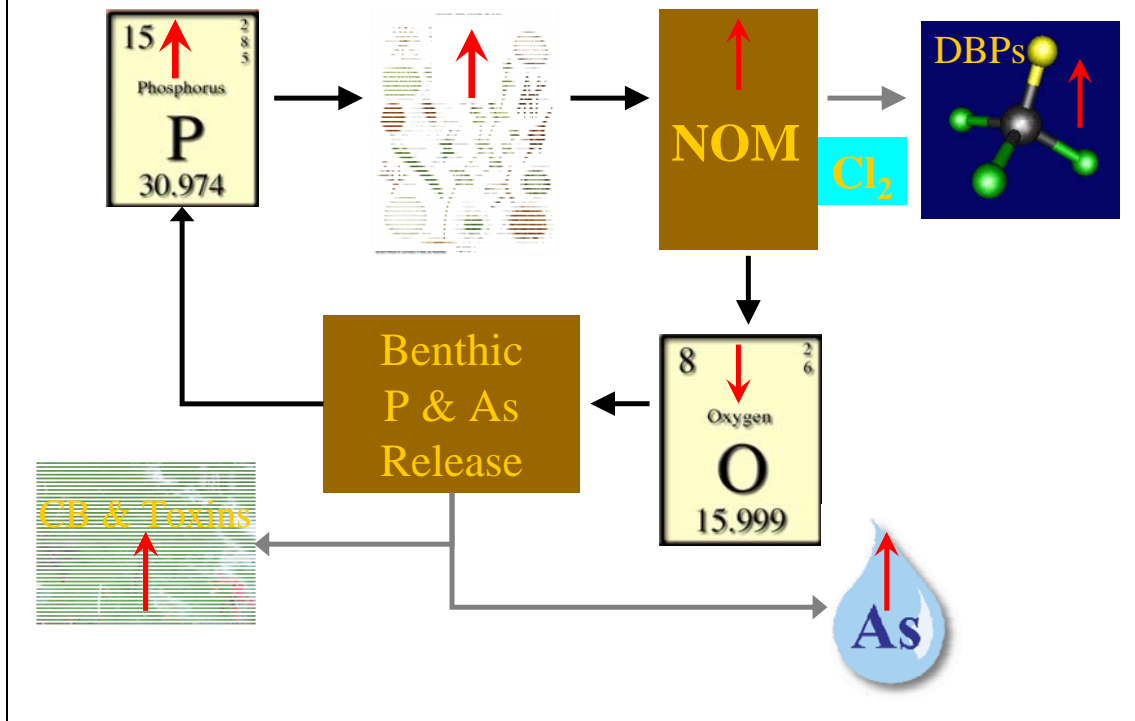 15
2
8
5
Phosphorus
P
30.974
NOM
Cl₂
DBPs
Benthic
P & As
Release
8
2
6
Oxygen
O
15.999
CB & Toxins
As